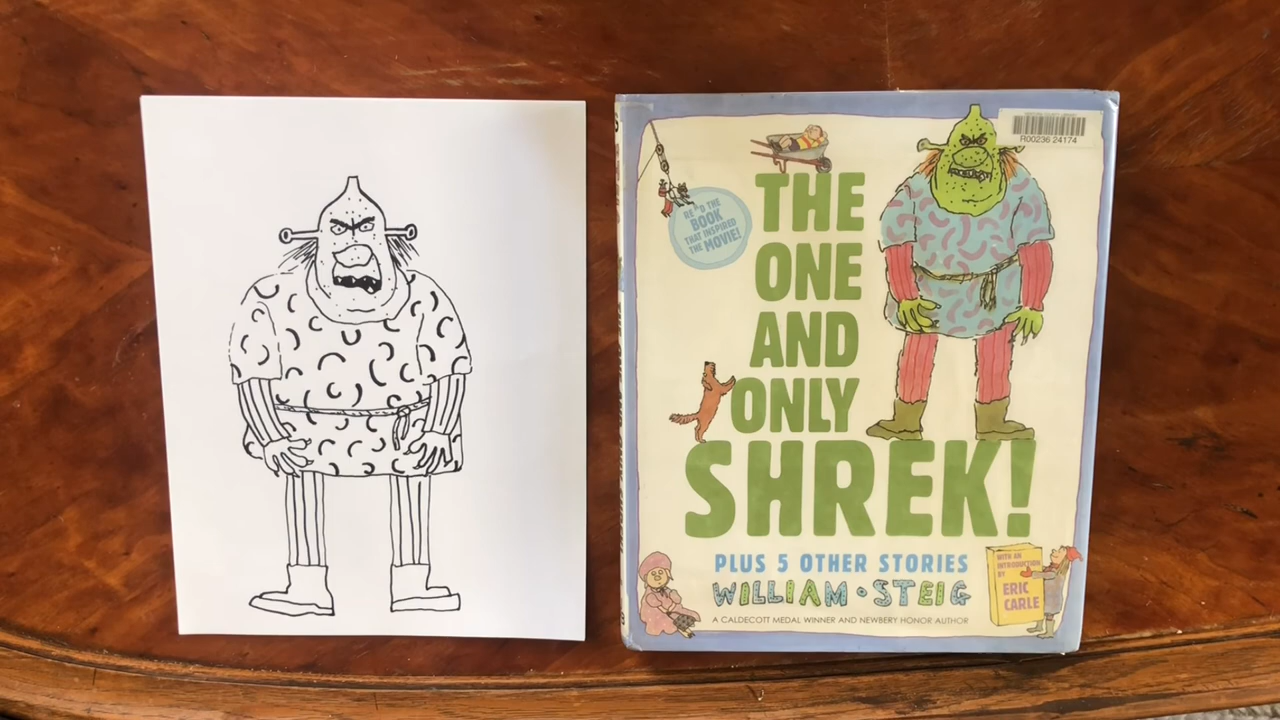 R00236 24174
READ THE
BOOK
THAT INSPIRED
THE MOVIE!
THE
ONE
AND
ONLY
SHREK!
PLUS 5 OTHER STORIES
WILLIAM • STEIG
A CALDECOTT MEDAL WINNER AND NEWBERY HONOR AUTHOR
WITH AN
INTRODUCTION
BY
ERIC
CARLE